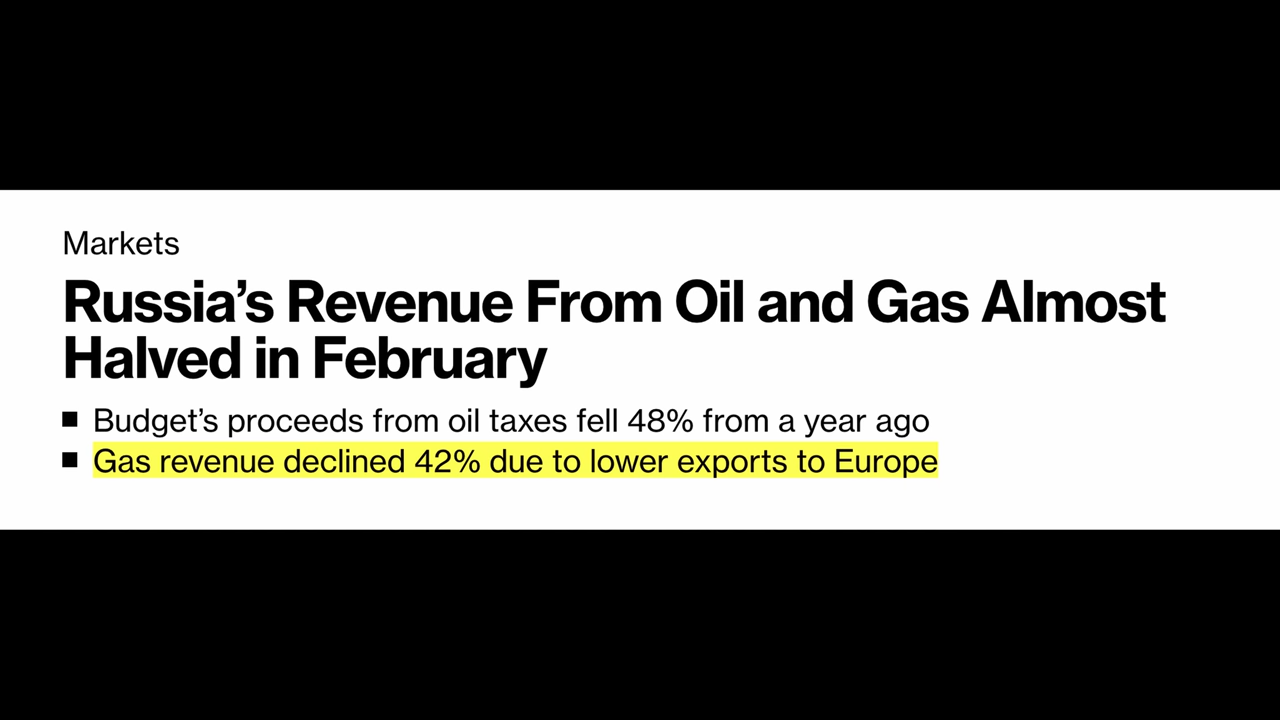 Markets
Russia’s Revenue From Oil and Gas Almost
Halved in February
■ Budget’s proceeds from oil taxes fell 48% from a year ago
■ Gas revenue declined 42% due to lower exports to Europe